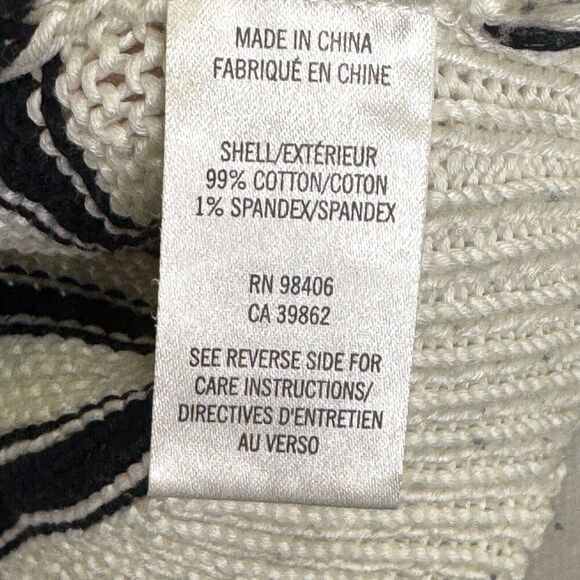 MADE IN CHINA
FABRIQUÉ EN CHINE
SHELL/EXTÉRIEUR
99% COTTON/COTON
1% SPANDEX/SPANDEX
RN 98406
CA 39862
SEE REVERSE SIDE FOR
CARE INSTRUCTIONS/
DIRECTIVES D'ENTRETIEN
AU VERSO